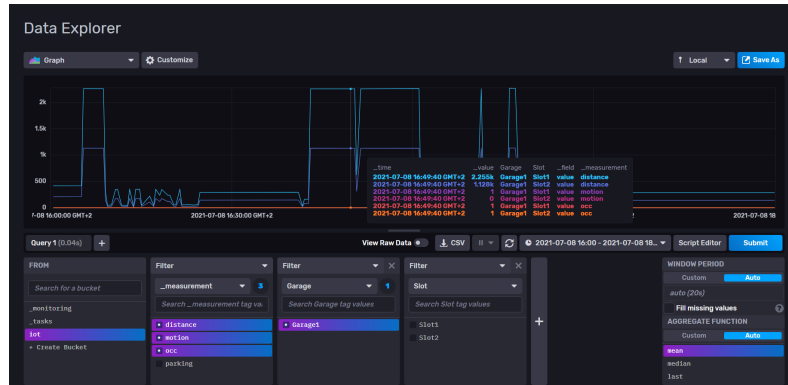 Data Explorer
Graph
Customize
Local
Save As
2k
1.5k
1k
500
0
_time _value Garage Slot _field _measurement
2021-07-08 16:49:40 GMT+2 2.255k Garage1 Slot1 value distance
2021-07-08 16:49:40 GMT+2 1.128k Garage1 Slot2 value distance
2021-07-08 16:49:40 GMT+2 1 Garage1 Slot1 value motion
2021-07-08 16:49:40 GMT+2 0 Garage1 Slot2 value motion
2021-07-08 16:49:40 GMT+2 1 Garage1 Slot1 value occ
2021-07-08 16:49:40 GMT+2 1 Garage1 Slot2 value occ
7-08 16:00:00 GMT+2 2021-07-08 16:30:00 GMT+2 2021-07-08 18
Query 1 (0.04s) +
View Raw Data
CSV
2021-07-08 16:00 - 2021-07-08 18...
Script Editor
Submit
FROM
Search for a bucket
_monitoring
_tasks
iot
+ Create Bucket
Filter
_measurement 3
Search _measurement tag va
distance
motion
occ
parking
Filter
Garage 1
Search Garage tag values
Garage1
Filter
Slot
Search Slot tag values
Slot1
Slot2
+
WINDOW PERIOD
Custom Auto
auto (20s)
Fill missing values ?
AGGREGATE FUNCTION
Custom Auto
mean
median
last